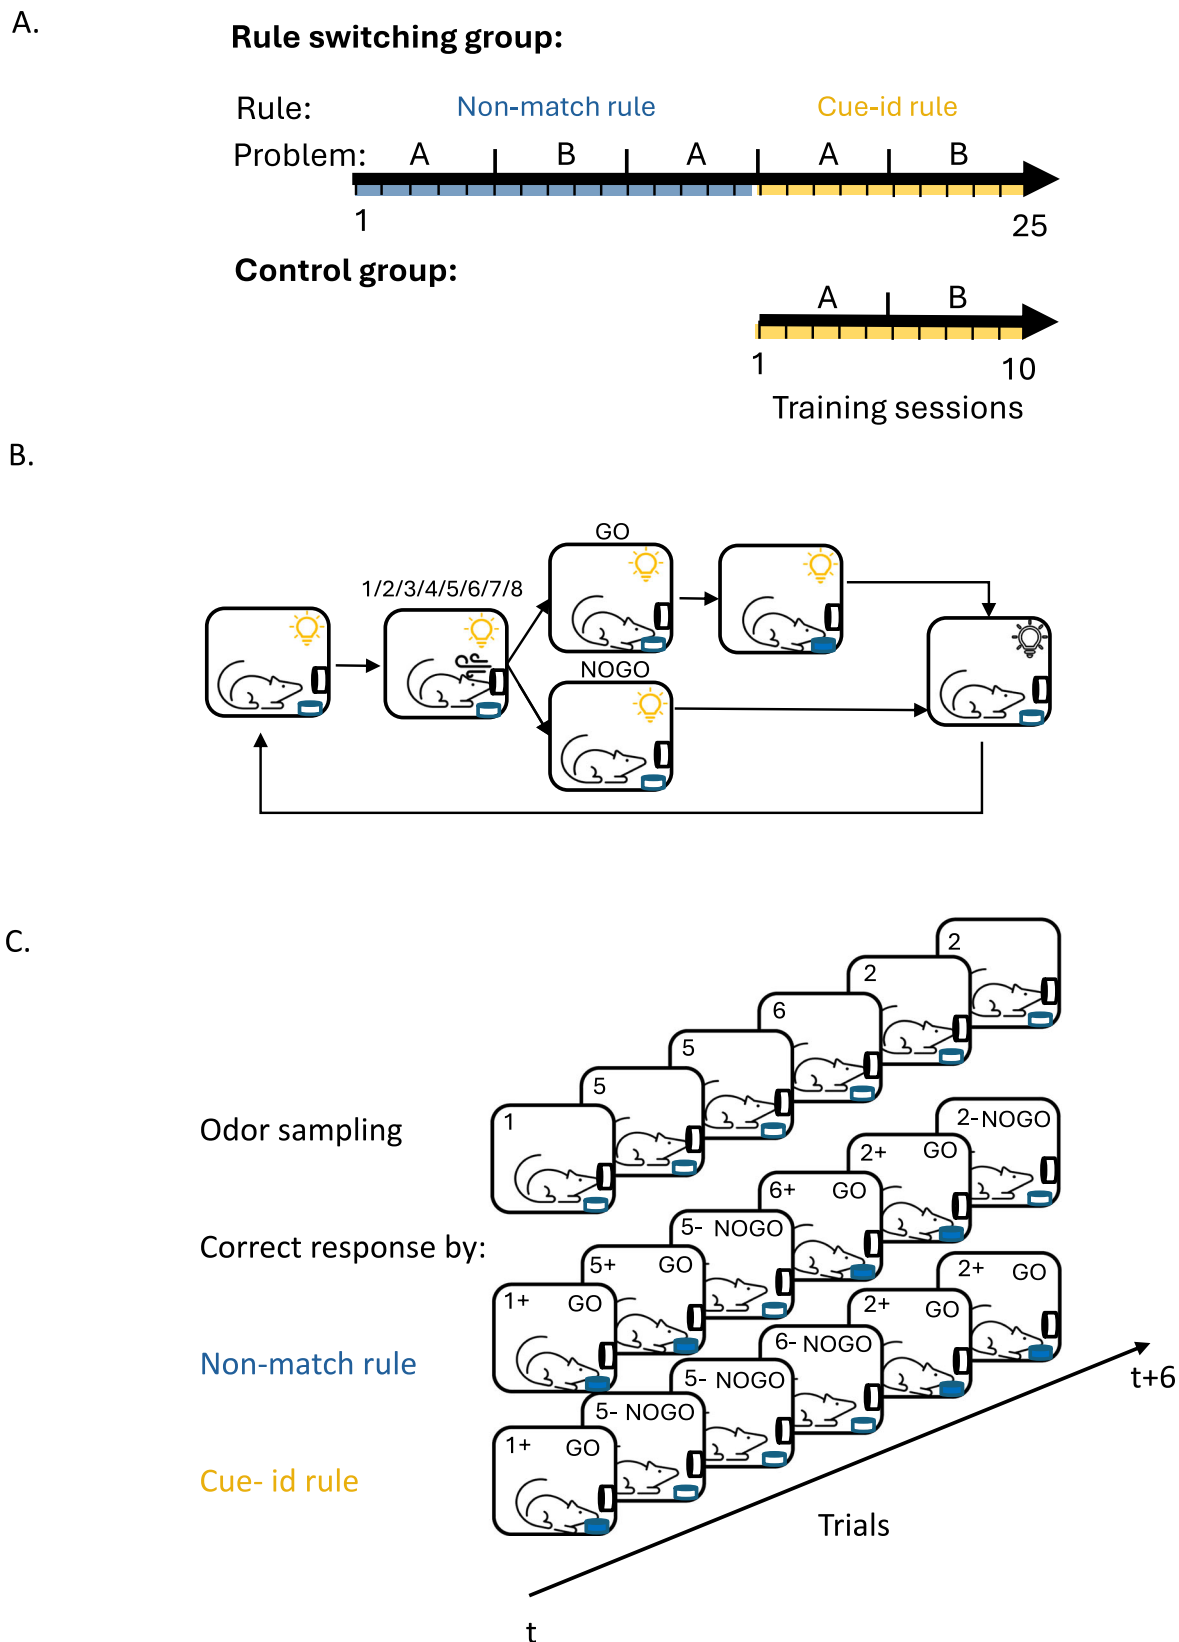 A.
Rule switching group:
Rule: Non-match rule Cue-id rule
Problem: A B A A B
1 25
Control group:
A B
1 10
Training sessions
B.
GO
1/2/3/4/5/6/7/8
NOGO
C.
2
2
6
5
5
1
Odor sampling
2- NOGO
2+ GO
6+ GO
5- NOGO
5+ GO
1+ GO
Correct response by:
Non-match rule
2+ GO
2+ GO
6- NOGO
5- NOGO
5- NOGO
1+ GO
Cue- id rule
t+6
Trials
t